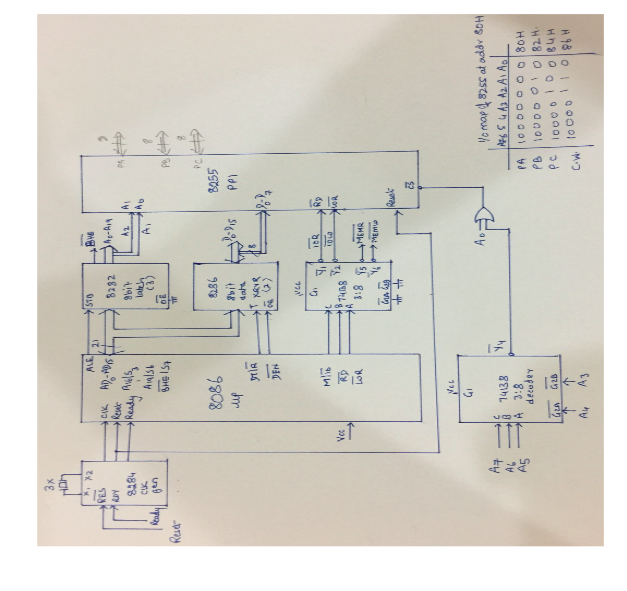 3X
X1 X2
RES
RDY
8284
CLK
gen
Ready
Reset
CLK
Reset
Ready
ALE
AD0-AD15
A16/S3
A19/S6
BHE/S7
8086
μp
Vcc
DT/R
DEN
M/IO
RD
WR
21
STB
8282
8bit
latch
(3)
OE
BHE
A0-A19
A2
A1
8286
8bit
data
XCVR
(2)
T
OE
D0-D15
8
D0-D7
Vcc
G1
74138
3:8
C
B
A
G2A G2B
Y1
Y2
Y5
Y6
IOR
IOW
MEMR
MEMW
A1
A0
8255
PPI
RD
WR
Reset
CS
PA
PB
8
PC
8
A0
Y4
Vcc
G1
74138
3:8
decoder
C
B
A
G2A
G2B
A7
A6
A5
A4
A3
I/O map of 8255 at addr 80H
A7 6 5 4 A3 A2 A1 A0
PA 1 0 0 0 0 0 0 0 80H
PB 1 0 0 0 0 0 1 0 82H
PC 1 0 0 0 0 1 0 0 84H
C.W. 1 0 0 0 0 1 1 0 86H